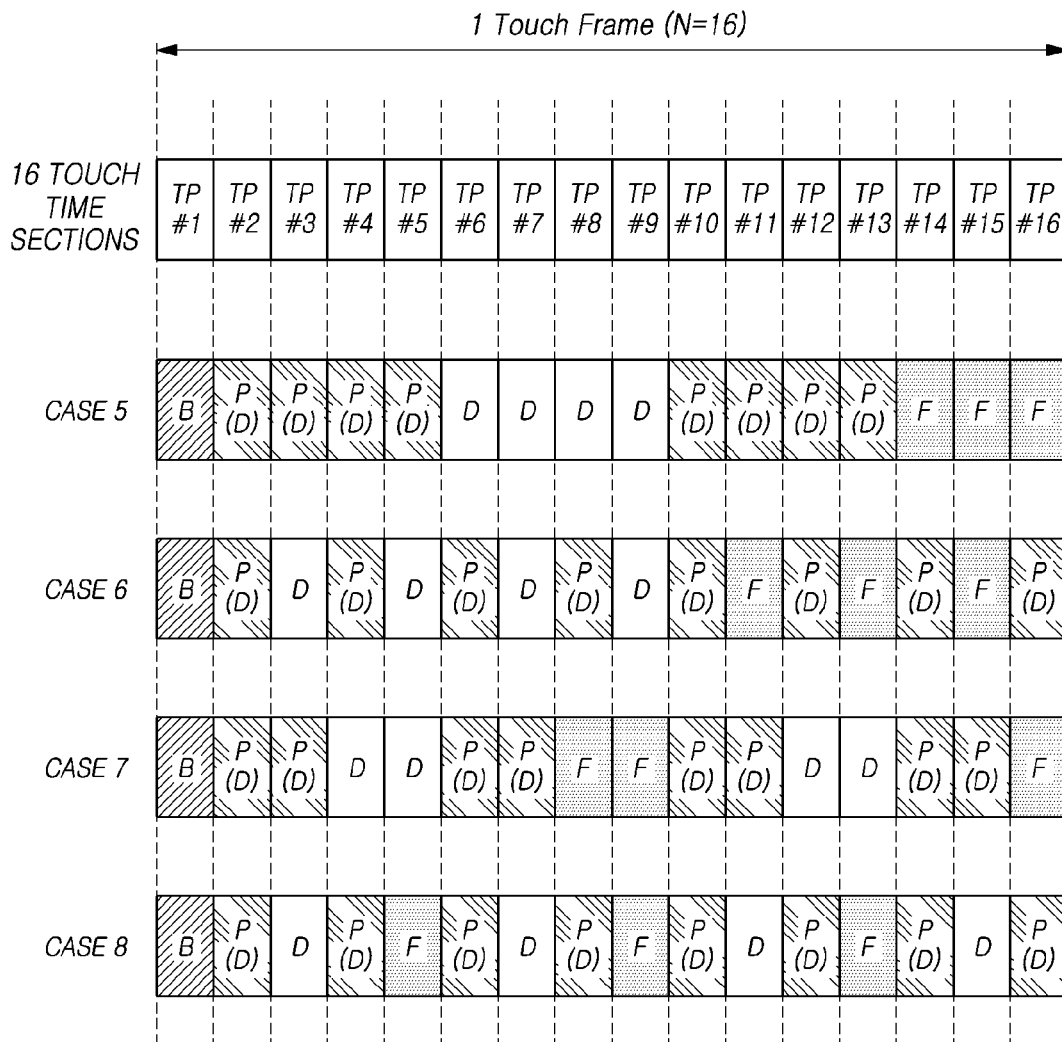 1 Touch Frame (N=16)
16 TOUCH
TIME
SECTIONS
TP TP TP TP TP TP TP TP TP TP TP TP TP TP TP TP
#1 #2 #3 #4 #5 #6 #7 #8 #9 #10 #11 #12 #13 #14 #15 #16
CASE 5 B P (D) P (D) P (D) P (D) D D D D P (D) P (D) P (D) P (D) F F F
CASE 6 B P (D) D P (D) D P (D) D P (D) D P (D) F P (D) F P (D) F P (D)
CASE 7 B P (D) P (D) D D P (D) P (D) F F P (D) P (D) D D P (D) P (D) F
CASE 8 B P (D) D P (D) F P (D) D P (D) F P (D) D P (D) F P (D) D P (D)